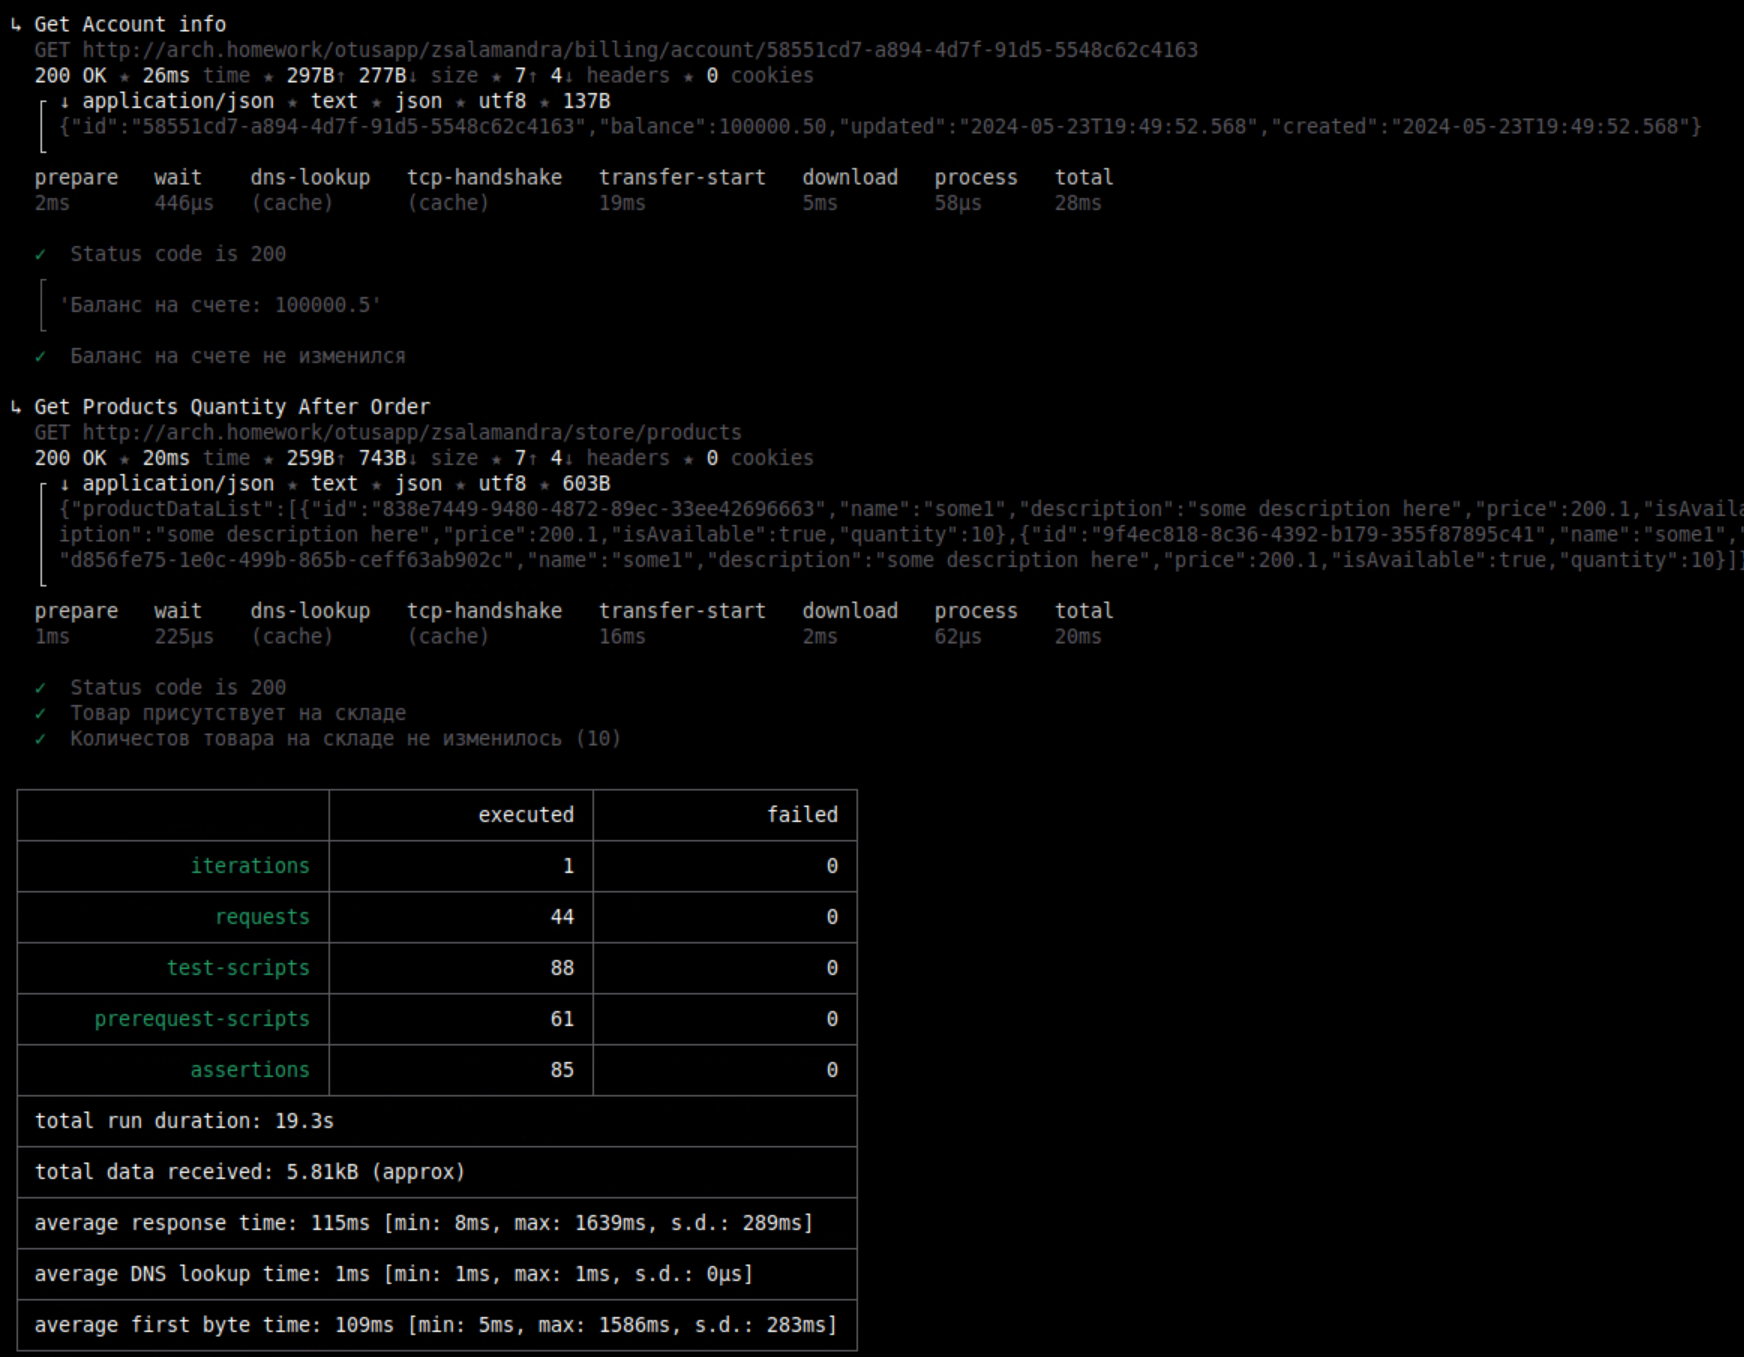 ↳ Get Account info
GET http://arch.homework/otusapp/zsalamandra/billing/account/58551cd7-a894-4d7f-91d5-5548c62c4163
200 OK ★ 26ms time ★ 297B↑ 277B↓ size ★ 7↑ 4↓ headers ★ 0 cookies
↓ application/json ★ text ★ json ★ utf8 ★ 137B
{"id":"58551cd7-a894-4d7f-91d5-5548c62c4163","balance":100000.50,"updated":"2024-05-23T19:49:52.568","created":"2024-05-23T19:49:52.568"}
prepare wait dns-lookup tcp-handshake transfer-start download process total
2ms 446µs (cache) (cache) 19ms 5ms 58µs 28ms
✓ Status code is 200
'Баланс на счете: 100000.5'
✓ Баланс на счете не изменился
↳ Get Products Quantity After Order
GET http://arch.homework/otusapp/zsalamandra/store/products
200 OK ★ 20ms time ★ 259B↑ 743B↓ size ★ 7↑ 4↓ headers ★ 0 cookies
↓ application/json ★ text ★ json ★ utf8 ★ 603B
{"productDataList":[{"id":"838e7449-9480-4872-89ec-33ee42696663","name":"some1","description":"some description here","price":200.1,"isAvaila
iption":"some description here","price":200.1,"isAvailable":true,"quantity":10},{"id":"9f4ec818-8c36-4392-b179-355f87895c41","name":"some1","
"d856fe75-1e0c-499b-865b-ceff63ab902c","name":"some1","description":"some description here","price":200.1,"isAvailable":true,"quantity":10}]}
prepare wait dns-lookup tcp-handshake transfer-start download process total
1ms 225µs (cache) (cache) 16ms 2ms 62µs 20ms
✓ Status code is 200
✓ Товар присутствует на складе
✓ Количестов товара на складе не изменилось (10)
executed failed
iterations 1 0
requests 44 0
test-scripts 88 0
prerequest-scripts 61 0
assertions 85 0
total run duration: 19.3s
total data received: 5.81kB (approx)
average response time: 115ms [min: 8ms, max: 1639ms, s.d.: 289ms]
average DNS lookup time: 1ms [min: 1ms, max: 1ms, s.d.: 0µs]
average first byte time: 109ms [min: 5ms, max: 1586ms, s.d.: 283ms]